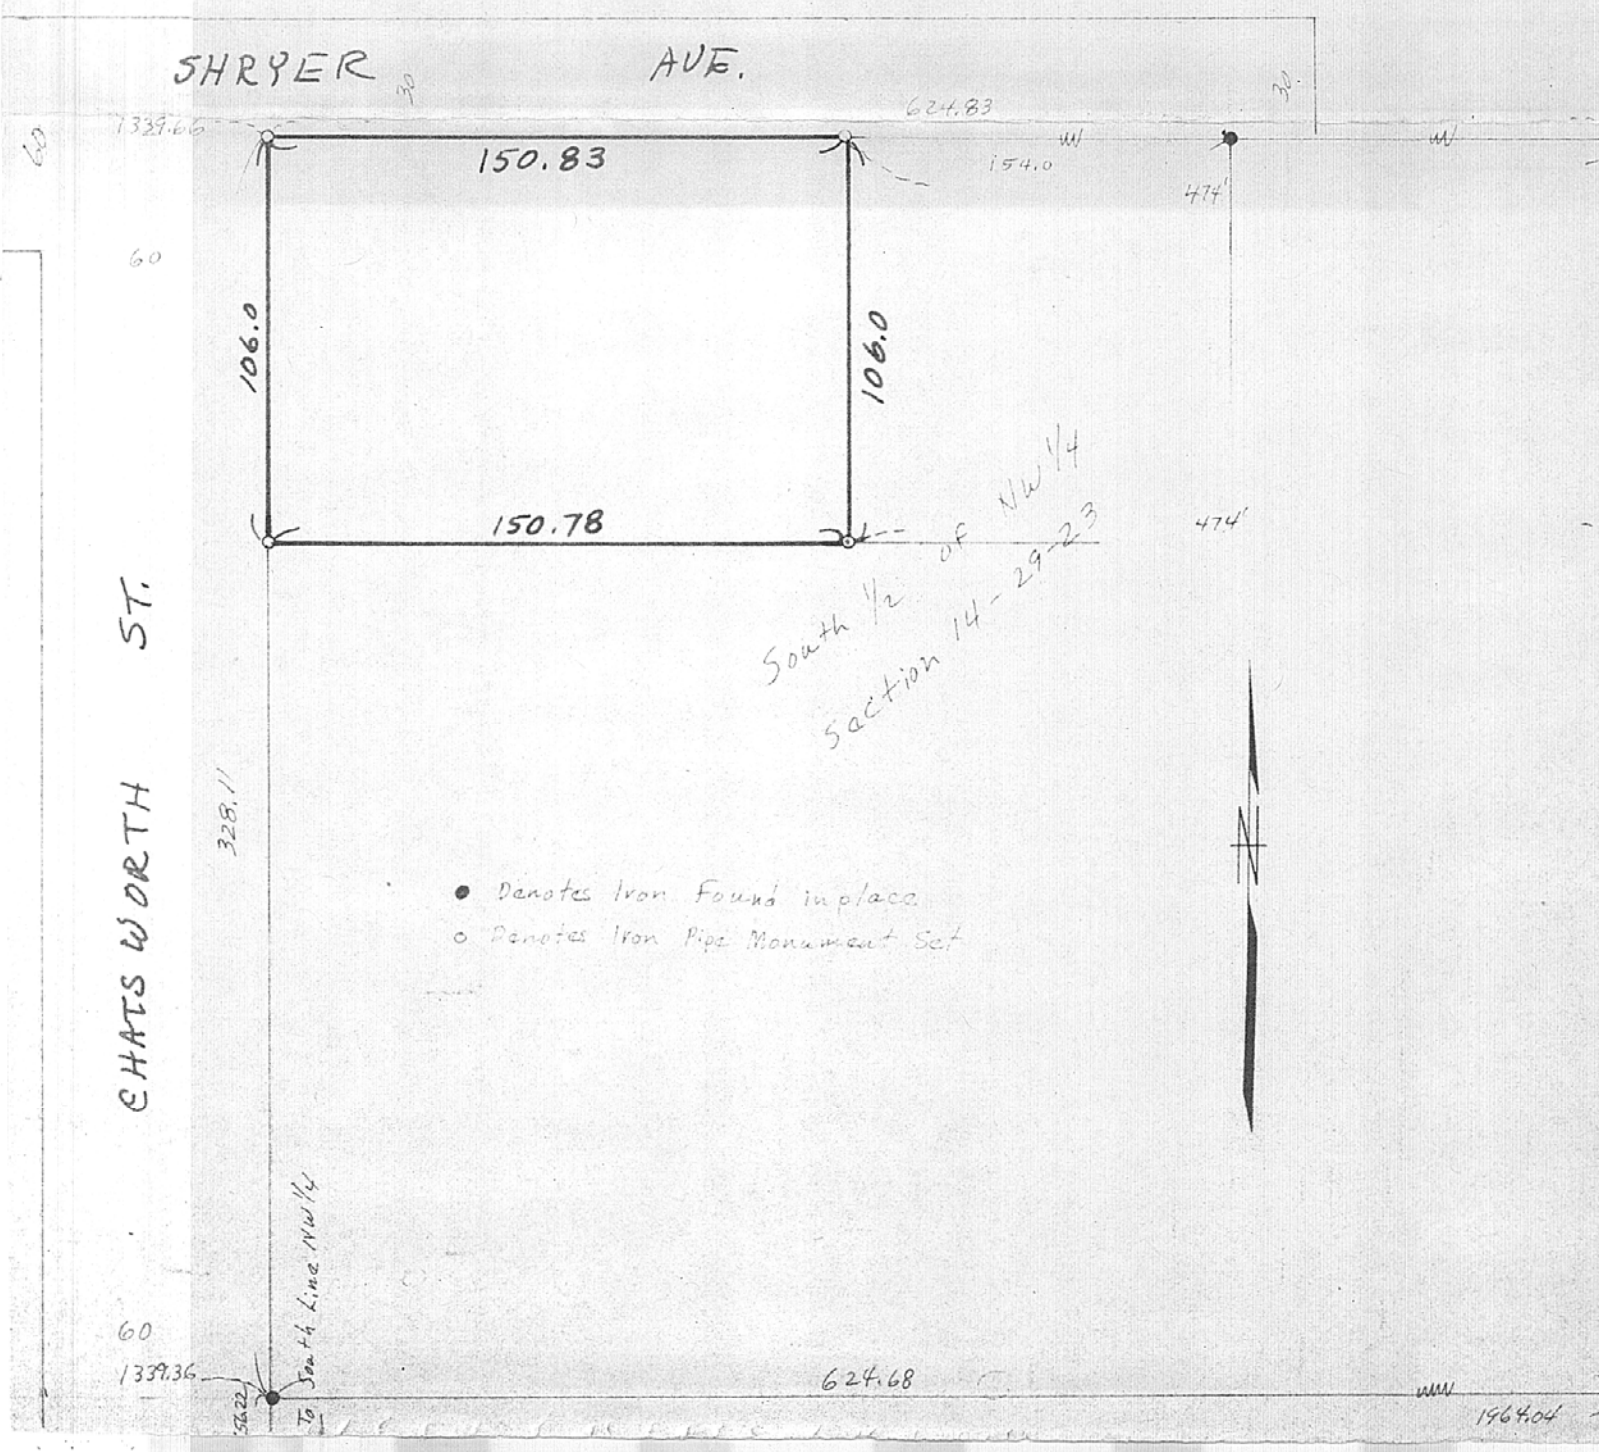 SHRYER AVE.
30
30
624.83
1339.66
60
150.83
154.0
474'
60
106.0
106.0
150.78
474'
South 1/2 of NW 1/4
Section 14-29-23
CHATSWORTH ST.
328.11
N
Denotes Iron Found in place
Denotes Iron Pipe Monument Set
To South Line NW 1/4
60
1339.36
56.22
624.68
1964.04